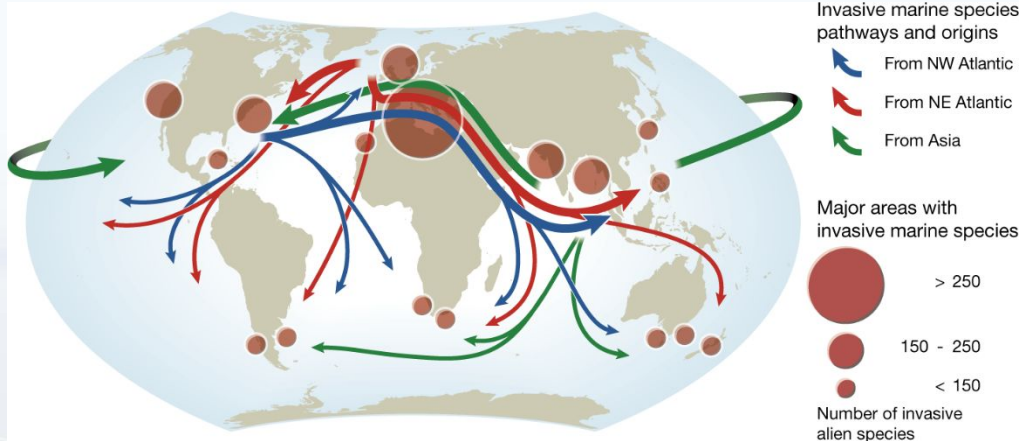 Invasive marine species
pathways and origins
From NW Atlantic
From NE Atlantic
From Asia
Major areas with
invasive marine species
> 250
150 - 250
< 150
Number of invasive
alien species